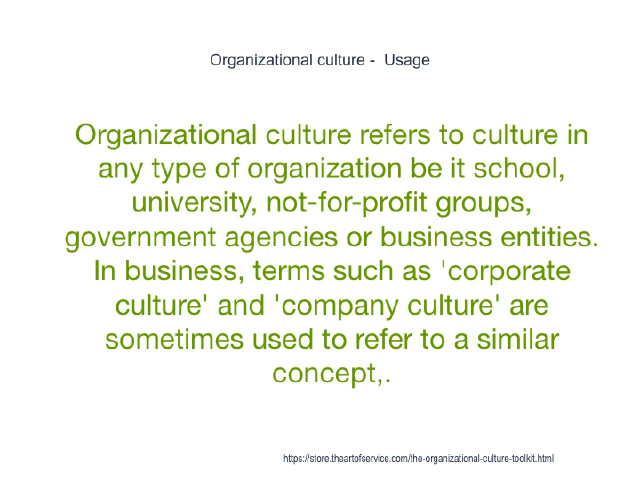 Organizational culture -  Usage
Organizational culture refers to culture in
any type of organization be it school,
university, not-for-profit groups,
government agencies or business entities.
In business, terms such as 'corporate
culture' and 'company culture' are
sometimes used to refer to a similar
concept,.
https://store.theartofservice.com/the-organizational-culture-toolkit.html